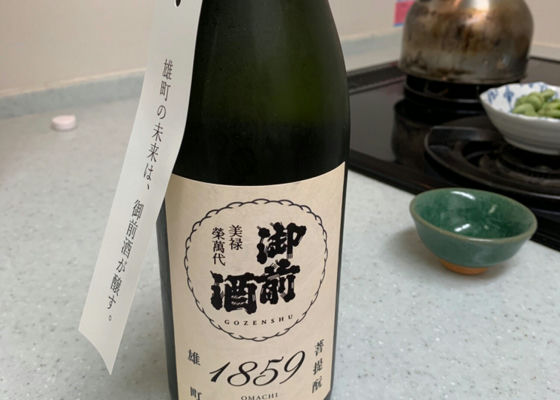 雄町の未来は、御前酒が醸す。
御前酒
美禄
榮萬代
GOZENSHU
1859
菩提酛
雄町
OMACHI